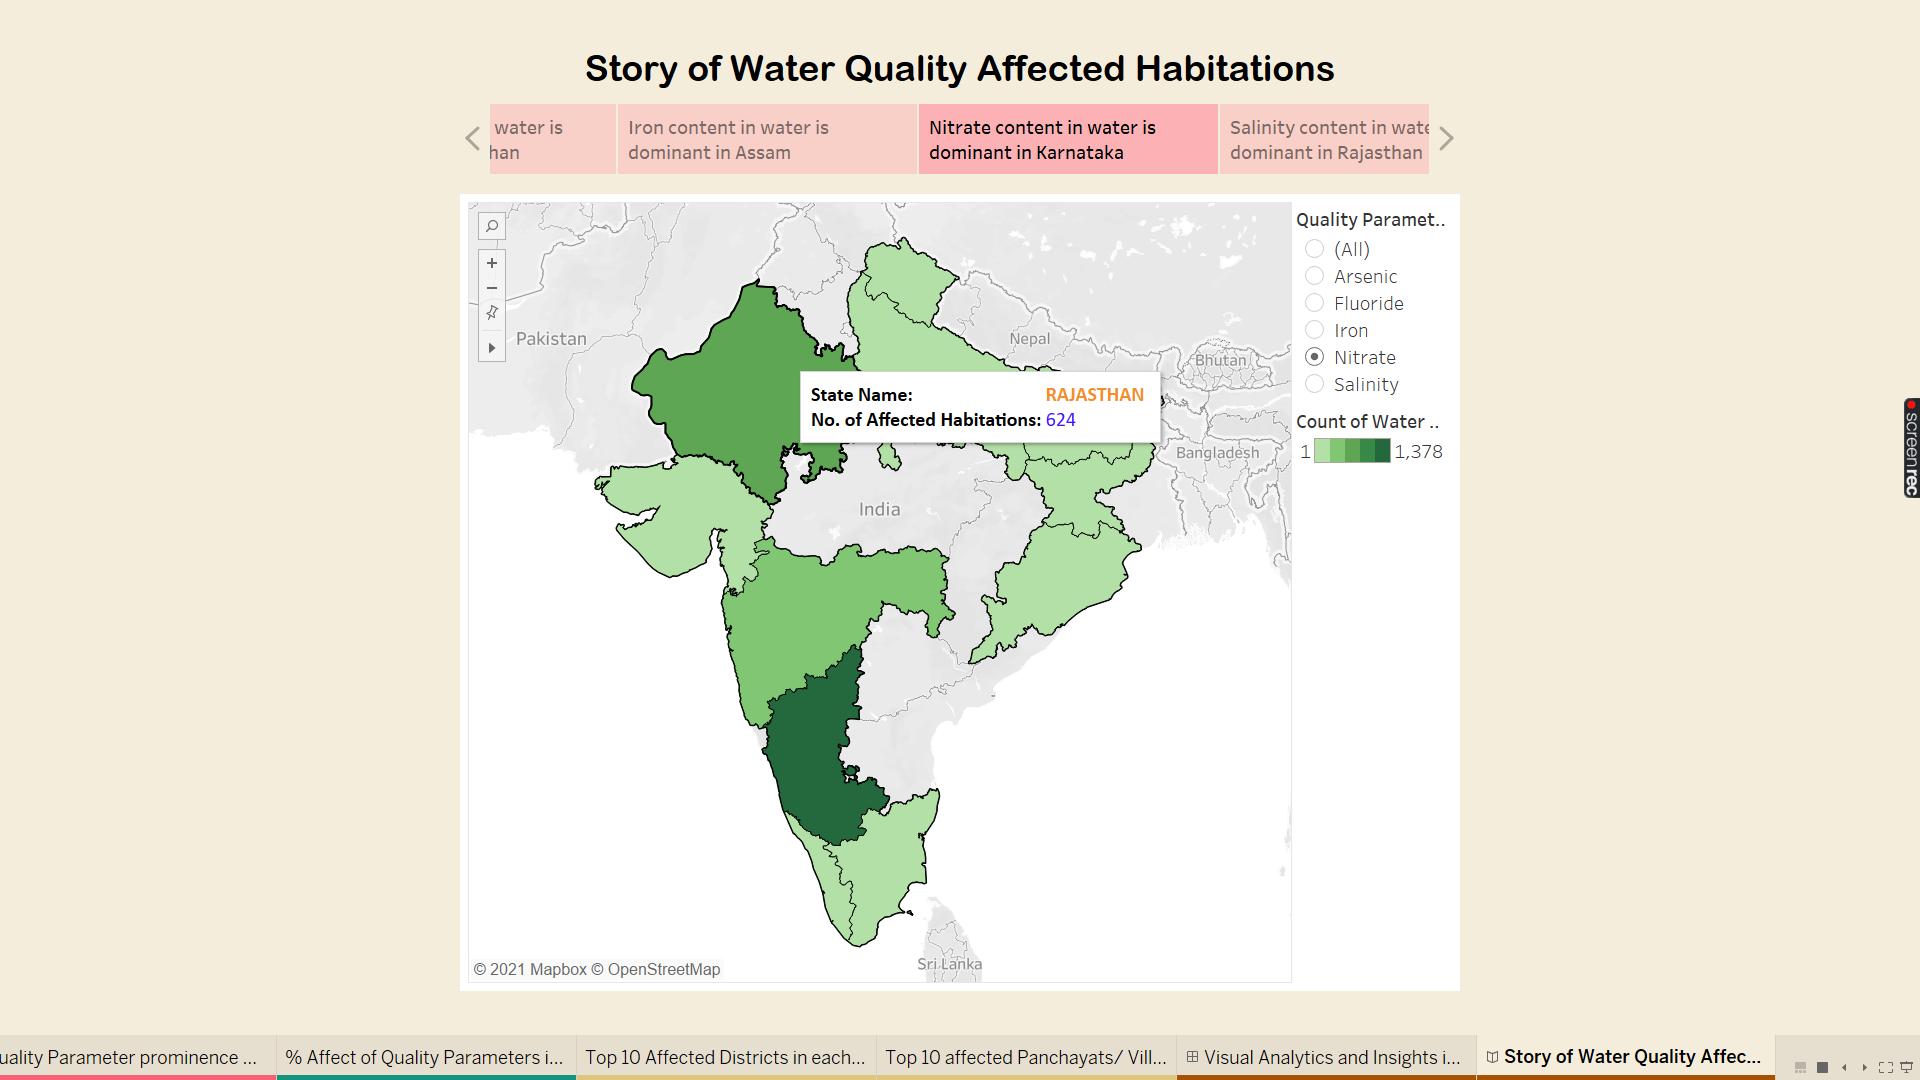 Story of Water Quality Affected Habitations
water is
han
Iron content in water is
dominant in Assam
Nitrate content in water is
dominant in Karnataka
Salinity content in wate
dominant in Rajasthan
Quality Paramet..
(All)
Arsenic
Fluoride
Iron
Nitrate
Salinity
Count of Water ..
1 1,378
Pakistan
Nepal
Bhutan
State Name: RAJASTHAN
No. of Affected Habitations: 624
Bangladesh
India
Sri Lanka
© 2021 Mapbox © OpenStreetMap
screenrec
uality Parameter prominence ...
% Affect of Quality Parameters i...
Top 10 Affected Districts in each...
Top 10 affected Panchayats/ Vill...
Visual Analytics and Insights i...
Story of Water Quality Affec...